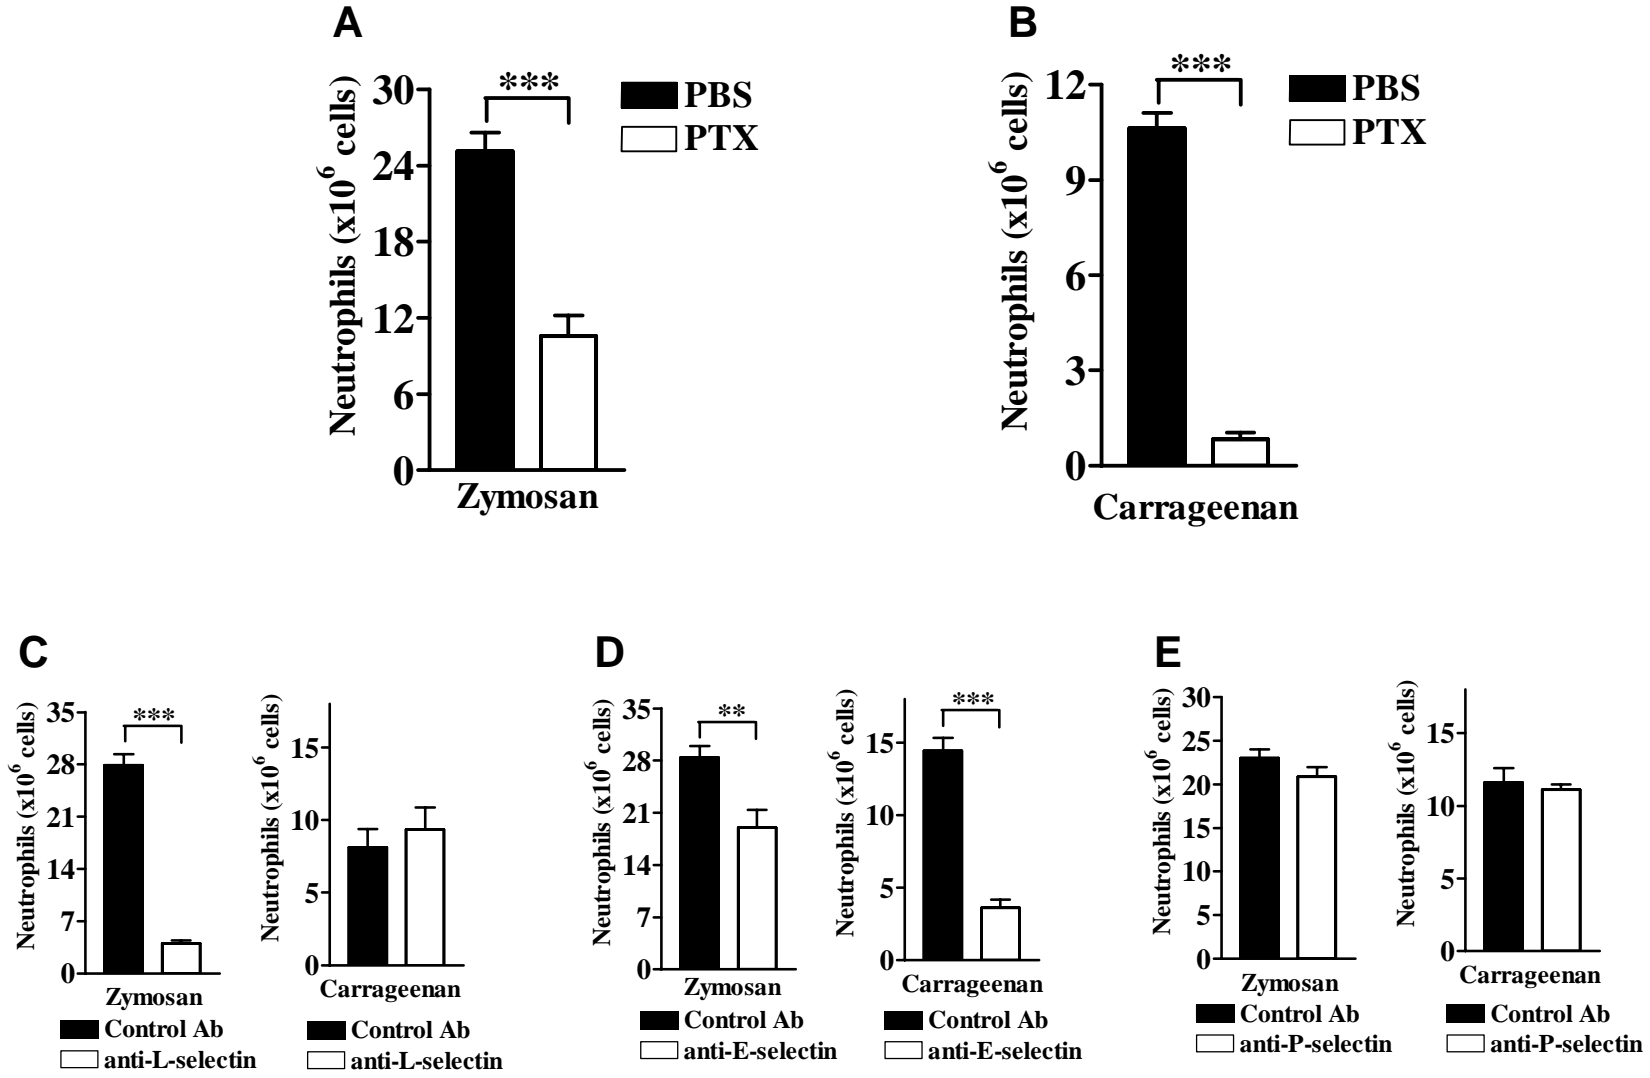 A
Neutrophils (x10^6 cells)
30
24
18
12
6
0
***
PBS
PTX
Zymosan
B
Neutrophils (x10^6 cells)
12
9
6
3
0
***
PBS
PTX
Carrageenan
C
Neutrophils (x10^6 cells)
35
28
21
14
7
0
***
Zymosan
Control Ab
anti-L-selectin
Neutrophils (x10^6 cells)
15
10
5
0
Carrageenan
Control Ab
anti-L-selectin
D
Neutrophils (x10^6 cells)
35
28
21
14
7
0
**
Zymosan
Control Ab
anti-E-selectin
Neutrophils (x10^6 cells)
15
10
5
0
***
Carrageenan
Control Ab
anti-E-selectin
E
Neutrophils (x10^6 cells)
30
25
20
15
10
5
0
Zymosan
Control Ab
anti-P-selectin
Neutrophils (x10^6 cells)
15
10
5
0
Carrageenan
Control Ab
anti-P-selectin